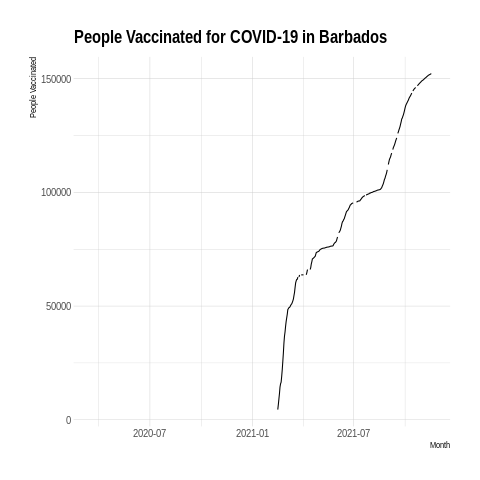 People Vaccinated for COVID-19 in Barbados
People Vaccinated
150000
100000
50000
0
2020-07 2021-01 2021-07
Month